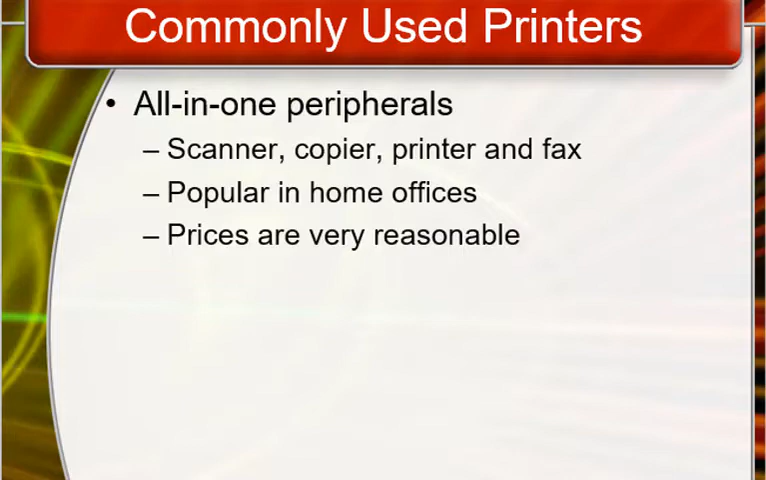 Commonly Used Printers
• All-in-one peripherals
– Scanner, copier, printer and fax
– Popular in home offices
– Prices are very reasonable